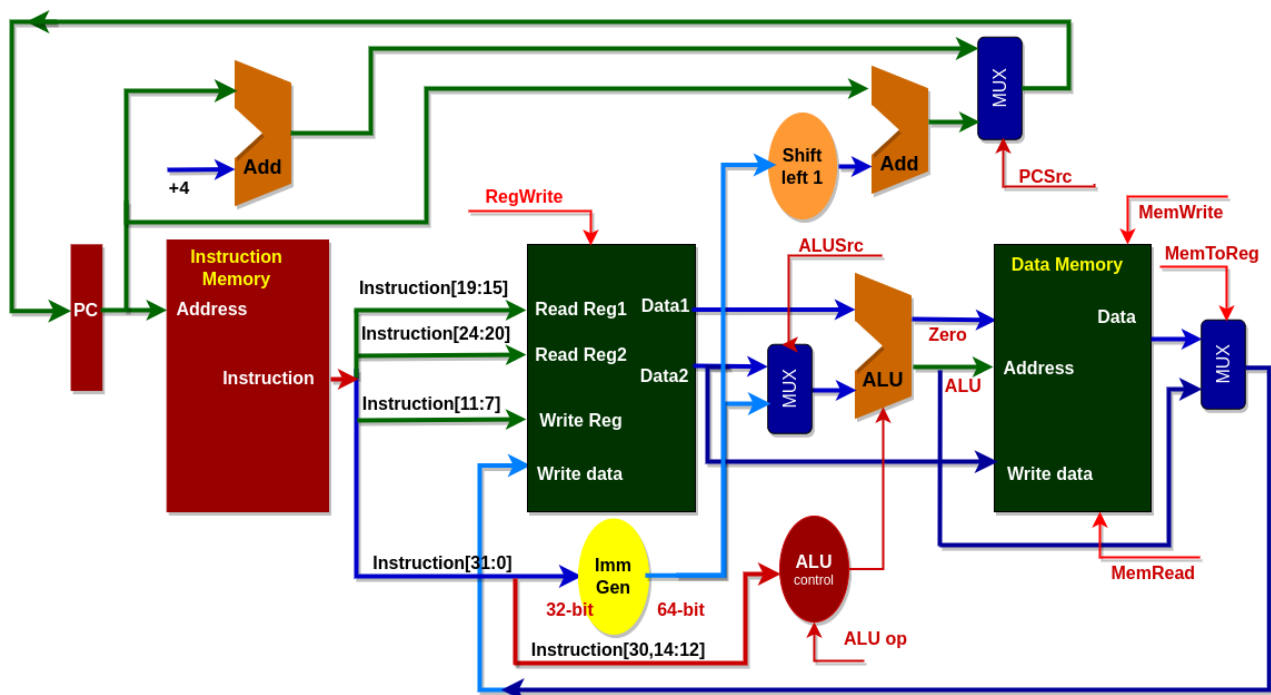 MUX
Shift
left 1
Add
Add
+4
PCSrc
RegWrite
MemWrite
ALUSrc
MemToReg
Instruction
Memory
Data Memory
Instruction[19:15]
PC
Address
Read Reg1
Data1
Data
Instruction[24:20]
Zero
Read Reg2
MUX
Address
Instruction
Data2
ALU
ALU
MUX
Instruction[11:7]
Write Reg
Write data
Write data
Instruction[31:0]
Imm
Gen
ALU
control
MemRead
32-bit
64-bit
Instruction[30,14:12]
ALU op